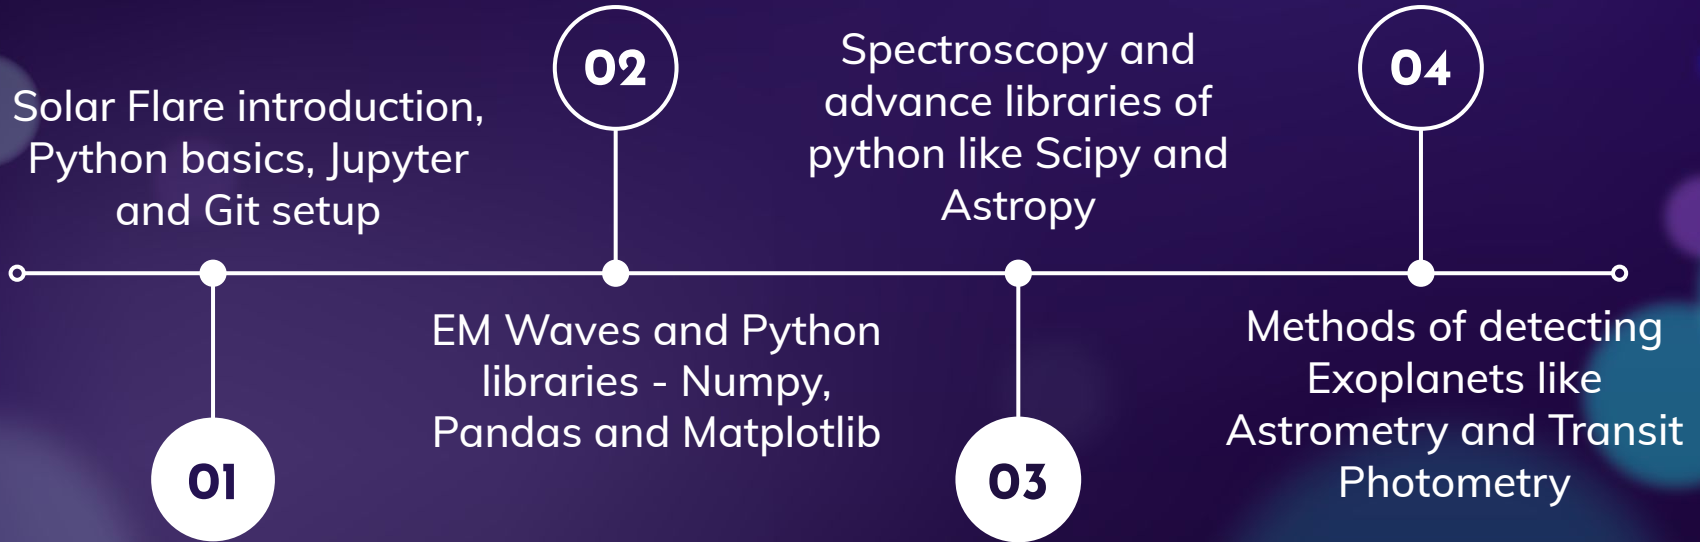 Solar Flare introduction,
Python basics, Jupyter
and Git setup
01
02
EM Waves and Python
libraries - Numpy,
Pandas and Matplotlib
Spectroscopy and
advance libraries of
python like Scipy and
Astropy
03
04
Methods of detecting
Exoplanets like
Astrometry and Transit
Photometry